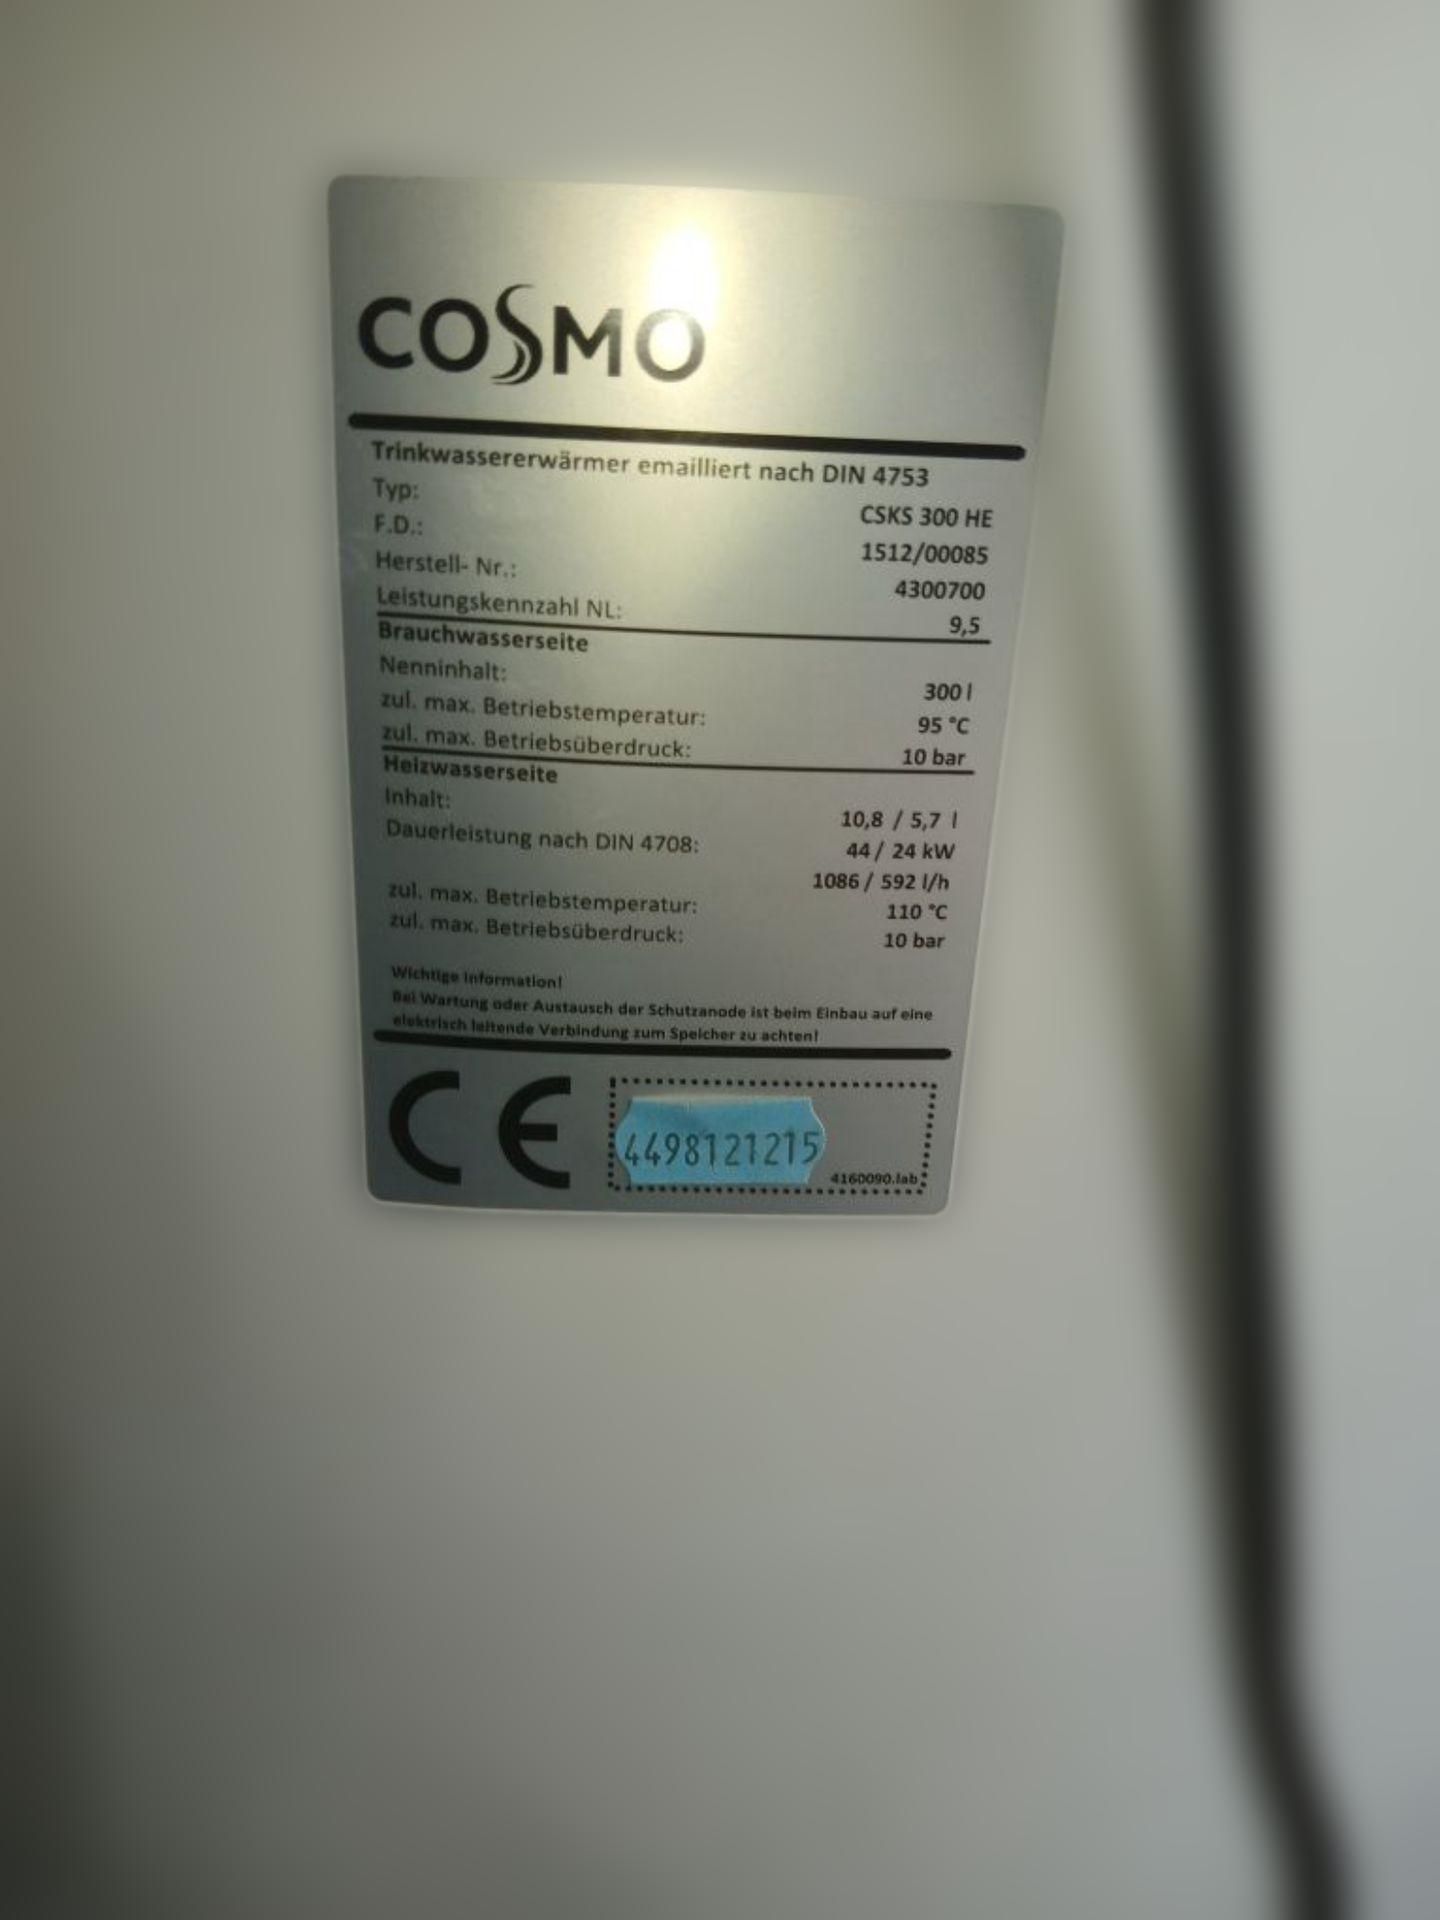 COSMO
Trinkwassererwärmer emailliert nach DIN 4753
Typ: CSKS 300 HE
F.D.: 1512/00085
Herstell- Nr.: 4300700
Leistungskennzahl NL: 9,5
Brauchwasserseite
Nenninhalt: 300 l
zul. max. Betriebstemperatur: 95 °C
zul. max. Betriebsüberdruck: 10 bar
Heizwasserseite
Inhalt: 10,8 / 5,7 l
Dauerleistung nach DIN 4708: 44 / 24 kW
1086 / 592 l/h
zul. max. Betriebstemperatur: 110 °C
zul. max. Betriebsüberdruck: 10 bar
Wichtige Information!
Bei Wartung oder Austausch der Schutzanode ist beim Einbau auf eine
elektrisch leitende Verbindung zum Speicher zu achten!
CE
4498121215
4160090.lab